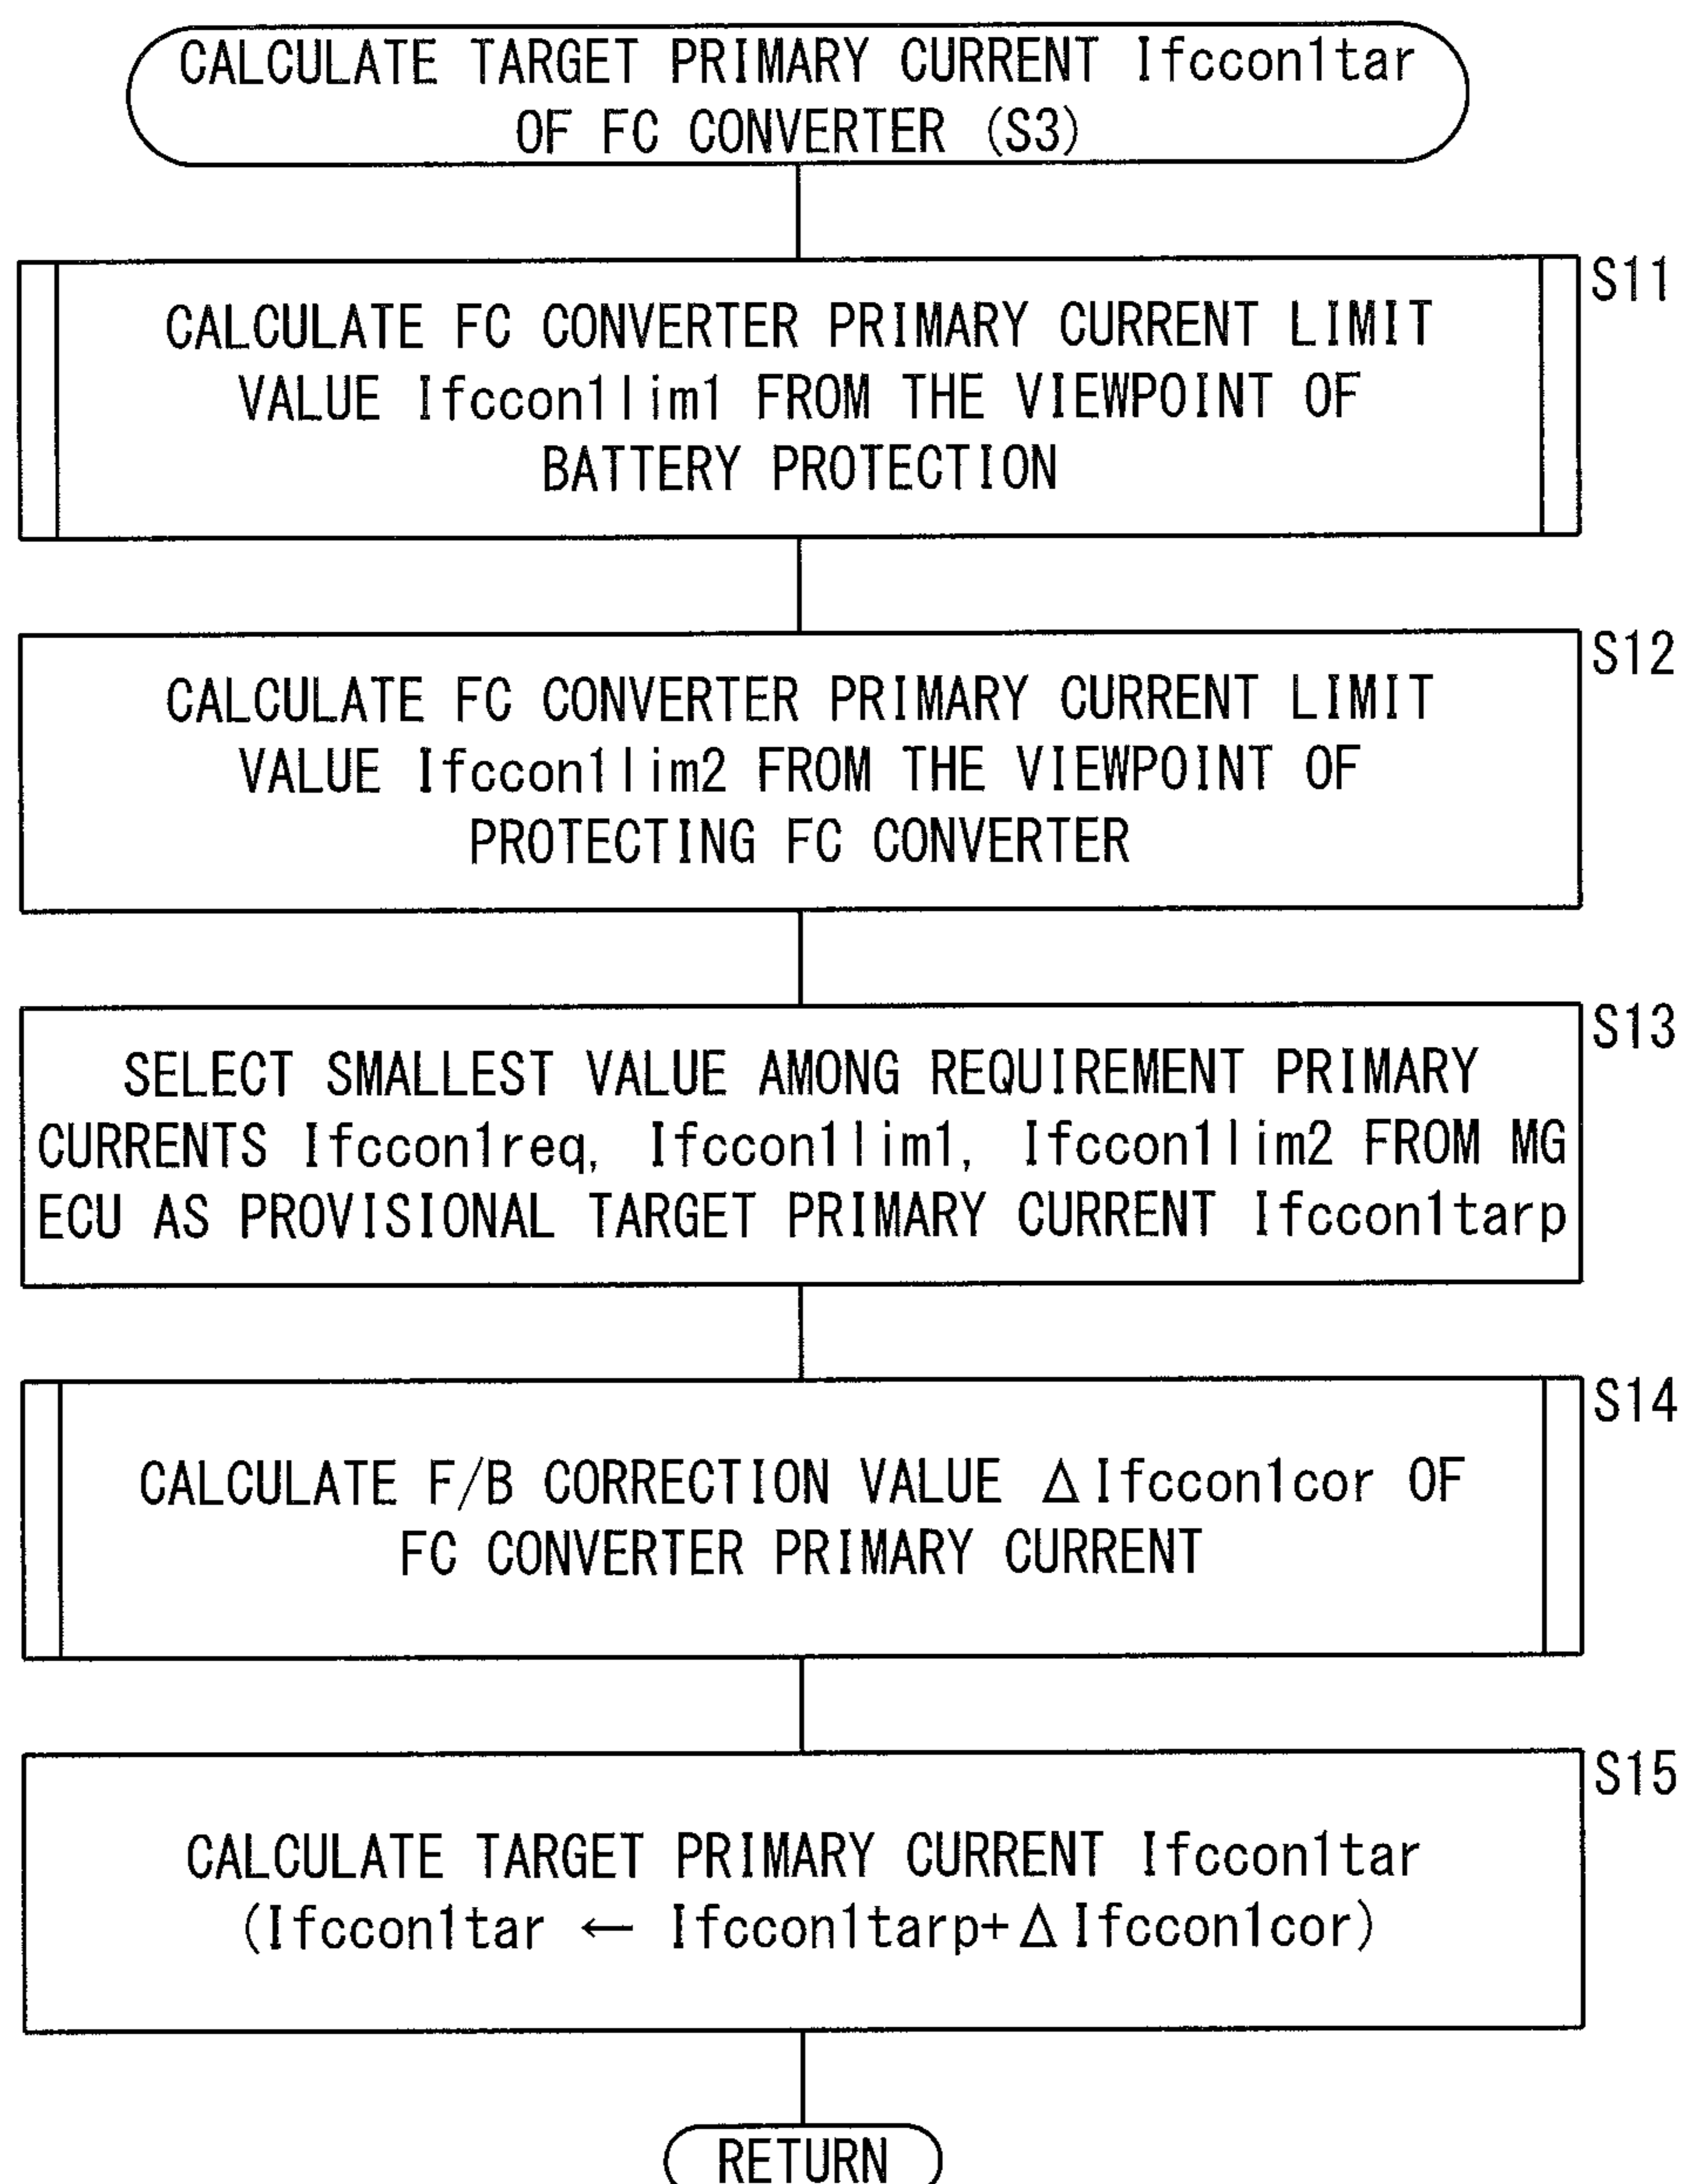 CALCULATE TARGET PRIMARY CURRENT Ifccon1tar
OF FC CONVERTER (S3)
S11
CALCULATE FC CONVERTER PRIMARY CURRENT LIMIT
VALUE Ifccon1lim1 FROM THE VIEWPOINT OF
BATTERY PROTECTION
S12
CALCULATE FC CONVERTER PRIMARY CURRENT LIMIT
VALUE Ifccon1lim2 FROM THE VIEWPOINT OF
PROTECTING FC CONVERTER
S13
SELECT SMALLEST VALUE AMONG REQUIREMENT PRIMARY
CURRENTS Ifccon1req, Ifccon1lim1, Ifccon1lim2 FROM MG
ECU AS PROVISIONAL TARGET PRIMARY CURRENT Ifccon1tarp
S14
CALCULATE F/B CORRECTION VALUE ΔIfccon1cor OF
FC CONVERTER PRIMARY CURRENT
S15
CALCULATE TARGET PRIMARY CURRENT Ifccon1tar
(Ifccon1tar ← Ifccon1tarp+ΔIfccon1cor)
RETURN